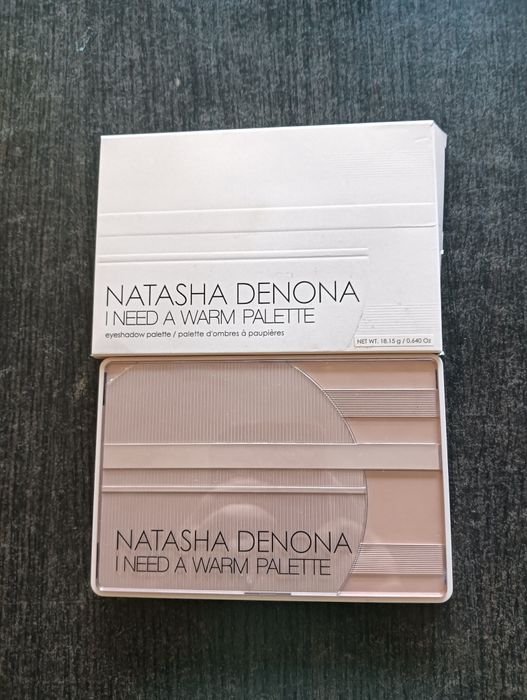 NATASHA DENONA
I NEED A WARM PALETTE
eyeshadow palette / palette d'ombres à paupières
NET WT. 18.15 g / 0.640 Oz
NATASHA DENONA
I NEED A WARM PALETTE